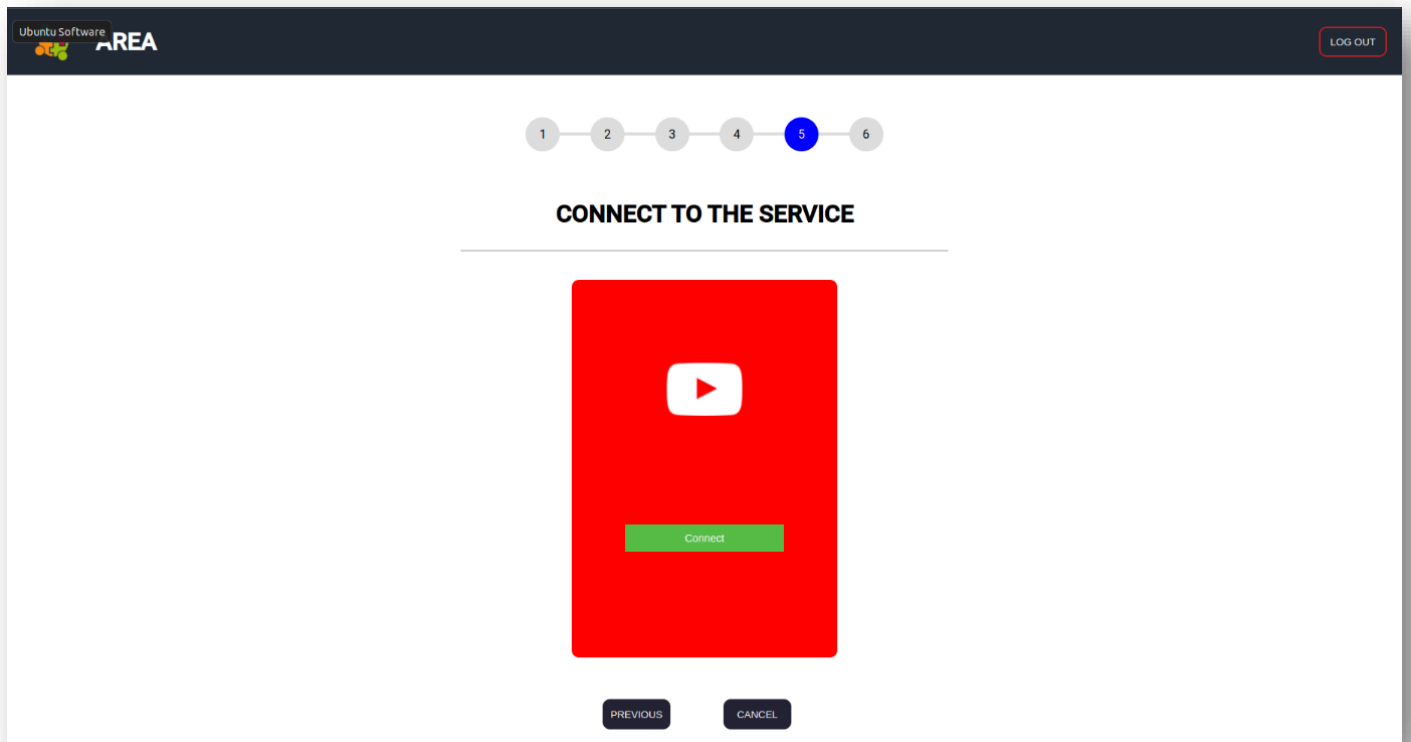 Ubuntu Software
AREA
LOG OUT
1 2 3 4 5 6
CONNECT TO THE SERVICE
Connect
PREVIOUS
CANCEL